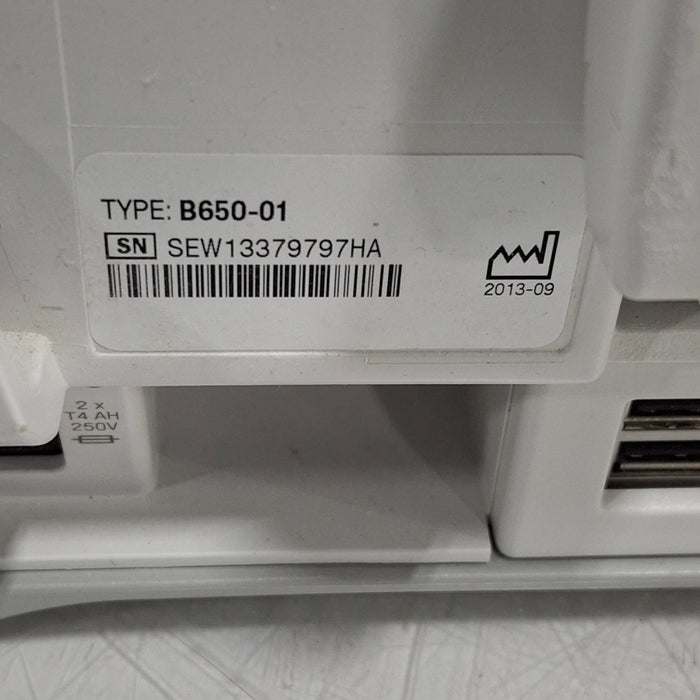 TYPE: B650-01
SN SEW13379797HA
2013-09
2 x
T4 AH
250V